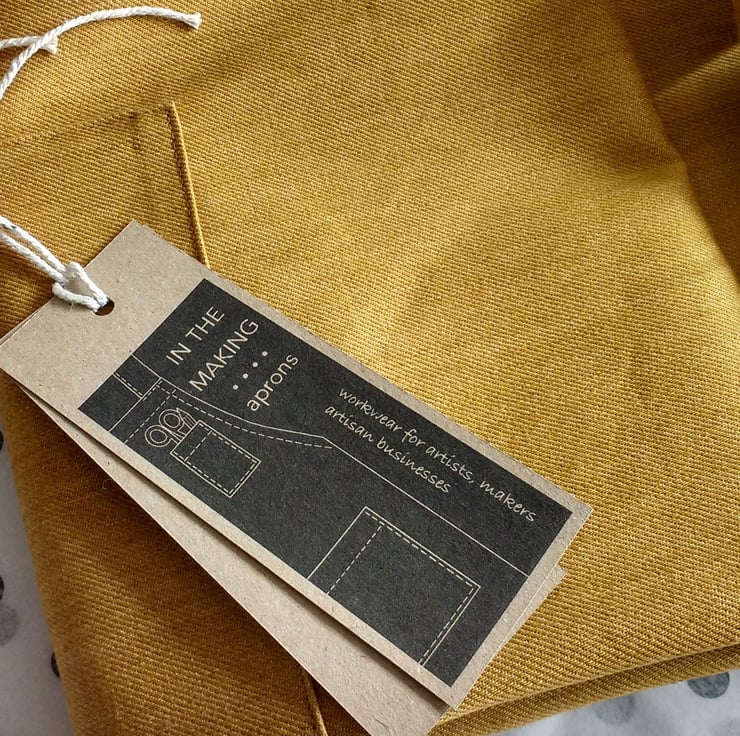 IN THE
MAKING
••••
aprons
workwear for artists, makers
artisan businesses